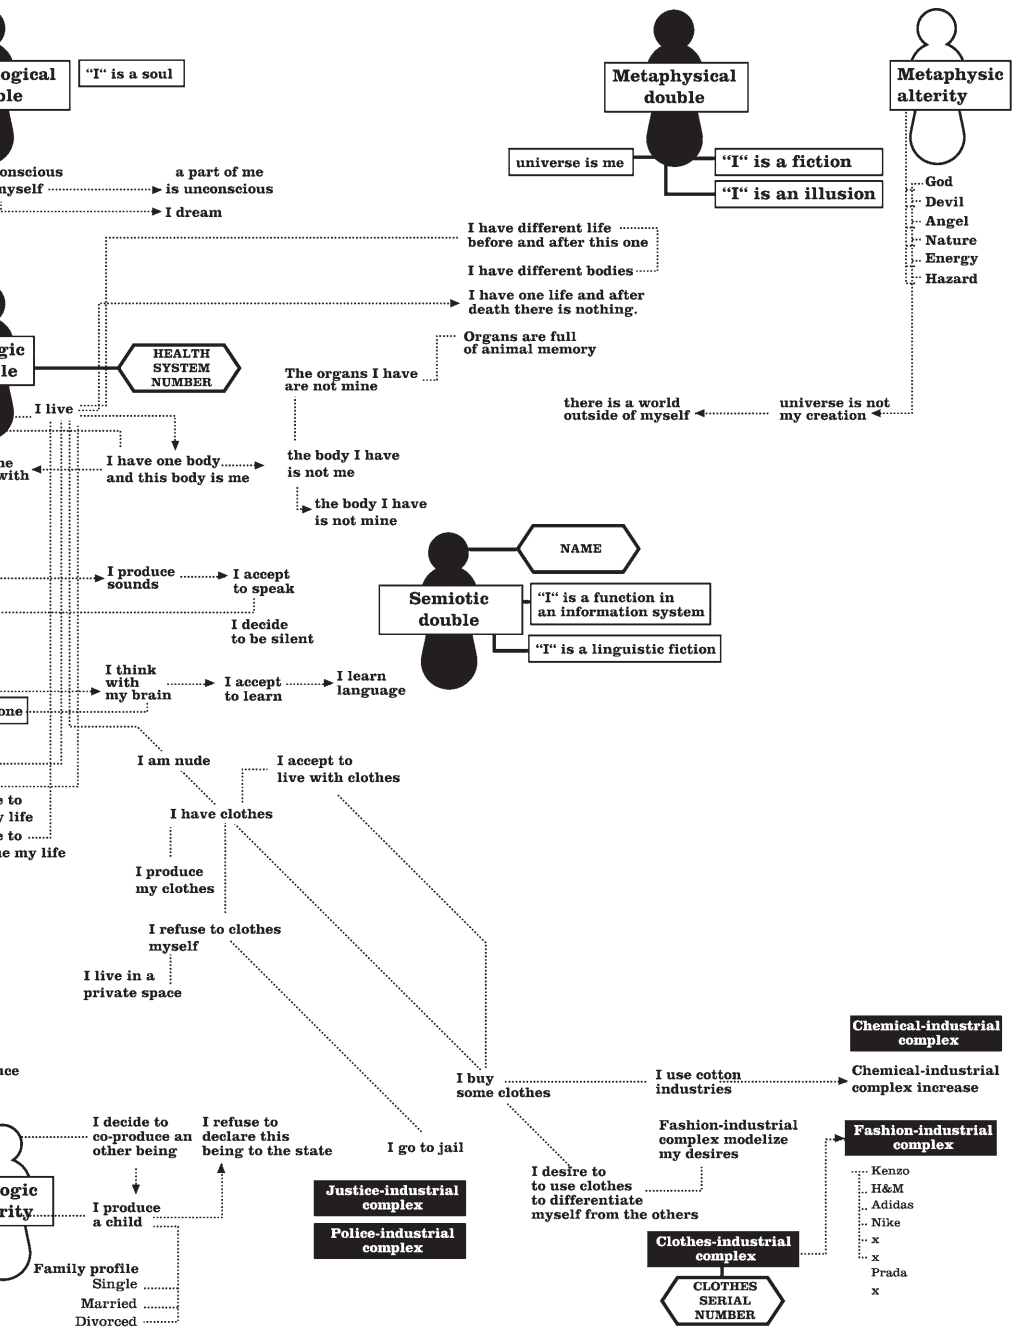 ogical
ble
"I" is a soul
Metaphysical
double
Metaphysic
alterity
universe is me
"I" is a fiction
"I" is an illusion
onscious
myself
a part of me
is unconscious
I dream
God
Devil
Angel
Nature
Energy
Hazard
I have different life
before and after this one
I have different bodies
I have one life and after
death there is nothing.
Organs are full
of animal memory
gic
le
HEALTH
SYSTEM
NUMBER
The organs I have
are not mine
I live
there is a world
outside of myself
universe is not
my creation
ne
with
I have one body
and this body is me
the body I have
is not me
the body I have
is not mine
NAME
I produce
sounds
I accept
to speak
Semiotic
double
"I" is a function in
an information system
I decide
to be silent
"I" is a linguistic fiction
I think
with
my brain
I accept
to learn
I learn
language
one
I am nude
I accept to
live with clothes
e to
y life
I have clothes
e to
ue my life
I produce
my clothes
I refuse to clothes
myself
I live in a
private space
Chemical-industrial
complex
uce
I buy
some clothes
I use cotton
industries
Chemical-industrial
complex increase
I decide to
co-produce an
other being
I refuse to
declare this
being to the state
I go to jail
Fashion-industrial
complex modelize
my desires
Fashion-industrial
complex
I desire to
to use clothes
to differentiate
myself from the others
Kenzo
H&M
Adidas
Nike
x
x
Prada
x
ogic
rity
I produce
a child
Justice-industrial
complex
Police-industrial
complex
Clothes-industrial
complex
CLOTHES
SERIAL
NUMBER
Family profile
Single
Married
Divorced